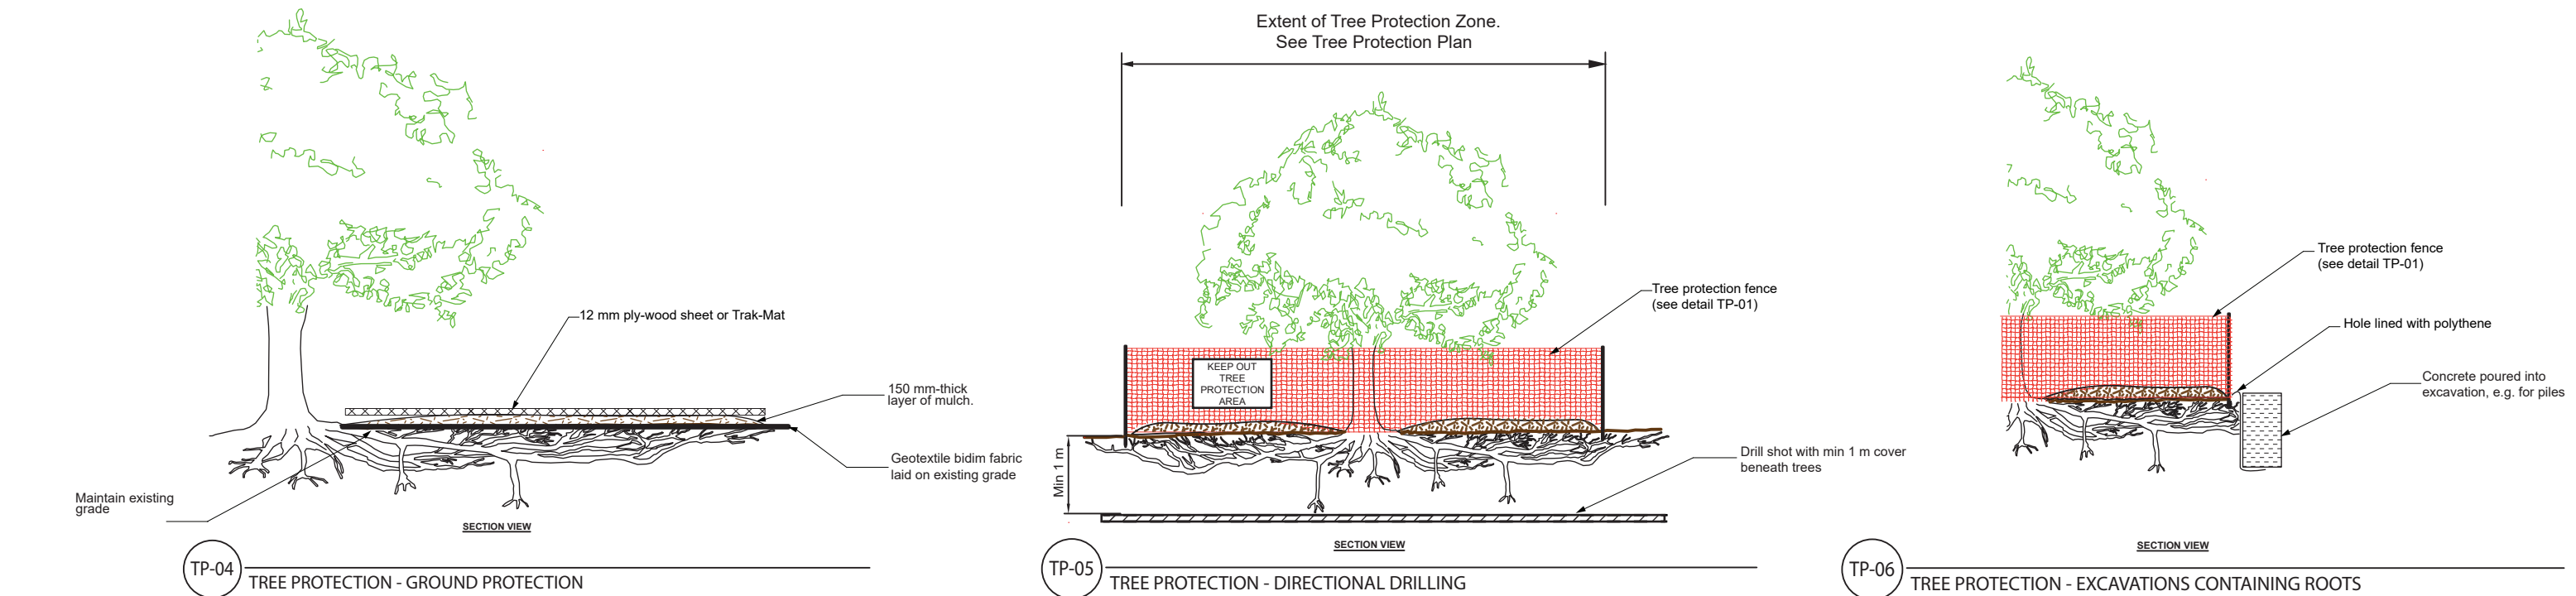 12 mm ply-wood sheet or Trak-Mat
150 mm-thick
layer of mulch.
Geotextile bidim fabric
laid on existing grade
Maintain existing
grade
SECTION VIEW
TP-04
TREE PROTECTION - GROUND PROTECTION
Extent of Tree Protection Zone.
See Tree Protection Plan
Tree protection fence
(see detail TP-01)
KEEP OUT
TREE
PROTECTION
AREA
Min 1 m
Drill shot with min 1 m cover
beneath trees
SECTION VIEW
TP-05
TREE PROTECTION - DIRECTIONAL DRILLING
Tree protection fence
(see detail TP-01)
Hole lined with polythene
Concrete poured into
excavation, e.g. for piles
SECTION VIEW
TP-06
TREE PROTECTION - EXCAVATIONS CONTAINING ROOTS